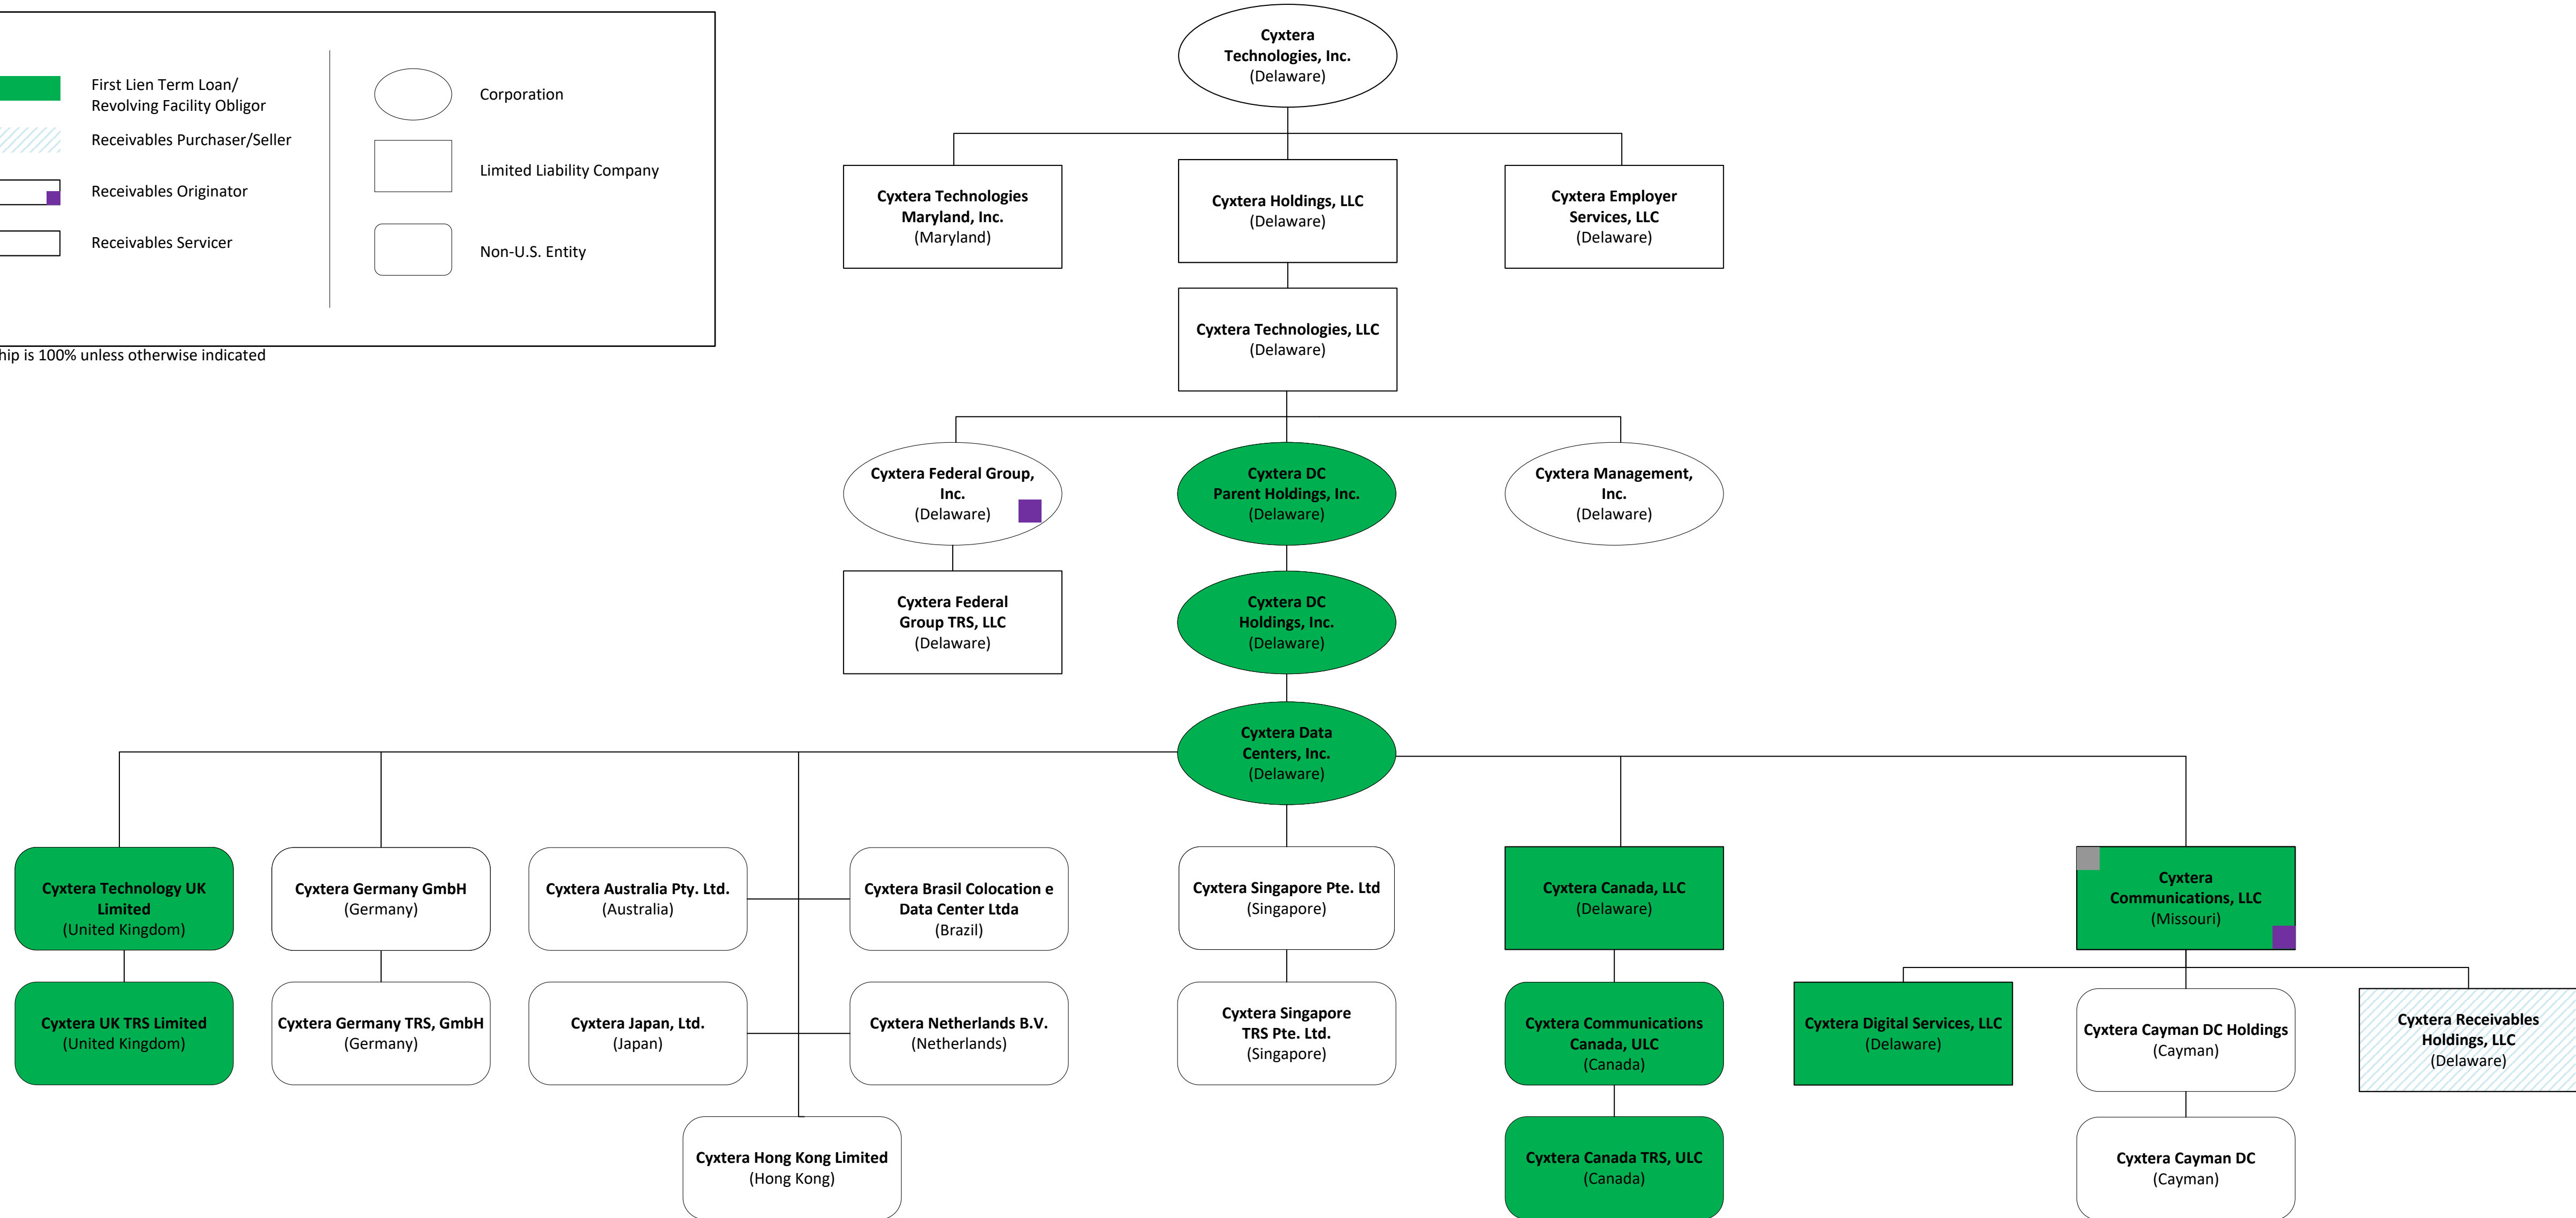 First Lien Term Loan/
Revolving Facility Obligor
Receivables Purchaser/Seller
Receivables Originator
Receivables Servicer
Corporation
Limited Liability Company
Non-U.S. Entity
hip is 100% unless otherwise indicated
Cyxtera
Technologies, Inc.
(Delaware)
Cyxtera Technologies
Maryland, Inc.
(Maryland)
Cyxtera Holdings, LLC
(Delaware)
Cyxtera Employer
Services, LLC
(Delaware)
Cyxtera Technologies, LLC
(Delaware)
Cyxtera Federal Group,
Inc.
(Delaware)
Cyxtera DC
Parent Holdings, Inc.
(Delaware)
Cyxtera Management,
Inc.
(Delaware)
Cyxtera Federal
Group TRS, LLC
(Delaware)
Cyxtera DC
Holdings, Inc.
(Delaware)
Cyxtera Data
Centers, Inc.
(Delaware)
Cyxtera Technology UK
Limited
(United Kingdom)
Cyxtera Germany GmbH
(Germany)
Cyxtera Australia Pty. Ltd.
(Australia)
Cyxtera Brasil Colocation e
Data Center Ltda
(Brazil)
Cyxtera Singapore Pte. Ltd
(Singapore)
Cyxtera Canada, LLC
(Delaware)
Cyxtera
Communications, LLC
(Missouri)
Cyxtera UK TRS Limited
(United Kingdom)
Cyxtera Germany TRS, GmbH
(Germany)
Cyxtera Japan, Ltd.
(Japan)
Cyxtera Netherlands B.V.
(Netherlands)
Cyxtera Singapore
TRS Pte. Ltd.
(Singapore)
Cyxtera Communications
Canada, ULC
(Canada)
Cyxtera Digital Services, LLC
(Delaware)
Cyxtera Cayman DC Holdings
(Cayman)
Cyxtera Receivables
Holdings, LLC
(Delaware)
Cyxtera Hong Kong Limited
(Hong Kong)
Cyxtera Canada TRS, ULC
(Canada)
Cyxtera Cayman DC
(Cayman)